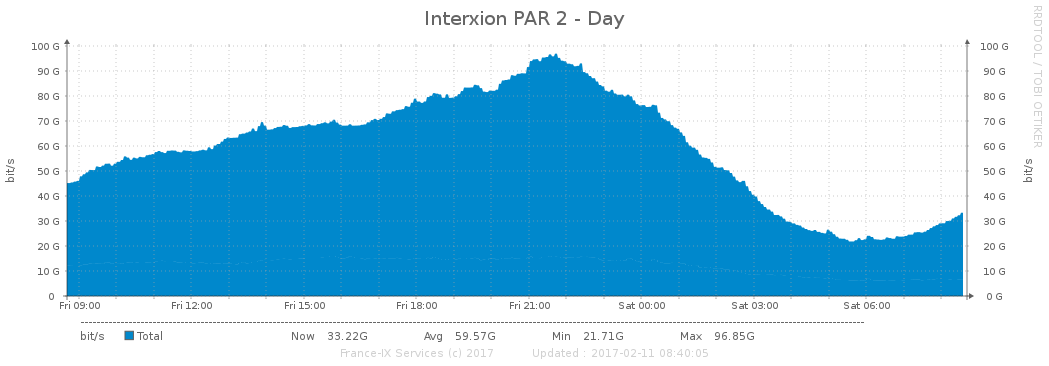 Interxion PAR 2 - Day
RRDTOOL / TOBI OETIKER
100 G 100 G
90 G 90 G
80 G 80 G
70 G 70 G
60 G 60 G
50 G 50 G
40 G 40 G
30 G 30 G
20 G 20 G
10 G 10 G
0 0 G
bit/s bit/s
Fri 09:00 Fri 12:00 Fri 15:00 Fri 18:00 Fri 21:00 Sat 00:00 Sat 03:00 Sat 06:00
bit/s Total Now 33.22G Avg 59.57G Min 21.71G Max 96.85G
France-IX Services (c) 2017 Updated : 2017-02-11 08:40:05